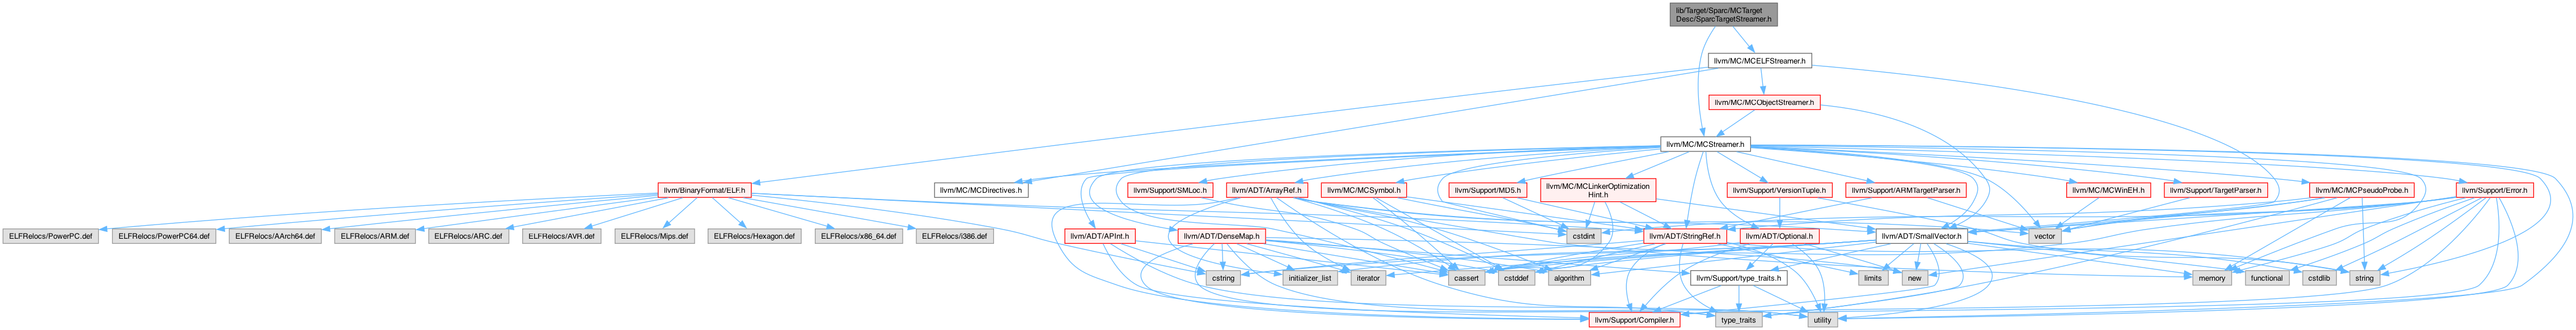 lib/Target/Sparc/MCTarget
Desc/SparcTargetStreamer.h
llvm/MC/MCELFStreamer.h
llvm/MC/MCObjectStreamer.h
llvm/MC/MCStreamer.h
llvm/BinaryFormat/ELF.h
llvm/MC/MCDirectives.h
llvm/Support/SMLoc.h
llvm/ADT/ArrayRef.h
llvm/MC/MCSymbol.h
llvm/Support/MD5.h
llvm/MC/MCLinkerOptimization
Hint.h
llvm/Support/VersionTuple.h
llvm/Support/ARMTargetParser.h
llvm/MC/MCWinEH.h
llvm/Support/TargetParser.h
llvm/MC/MCPseudoProbe.h
llvm/Support/Error.h
ELFRelocs/PowerPC.def
ELFRelocs/PowerPC64.def
ELFRelocs/AArch64.def
ELFRelocs/ARM.def
ELFRelocs/ARC.def
ELFRelocs/AVR.def
ELFRelocs/Mips.def
ELFRelocs/Hexagon.def
ELFRelocs/x86_64.def
ELFRelocs/i386.def
llvm/ADT/APInt.h
llvm/ADT/DenseMap.h
cstdint
llvm/ADT/StringRef.h
llvm/ADT/Optional.h
llvm/ADT/SmallVector.h
vector
cstring
initializer_list
iterator
cassert
cstddef
algorithm
llvm/Support/type_traits.h
limits
new
memory
functional
cstdlib
string
llvm/Support/Compiler.h
type_traits
utility